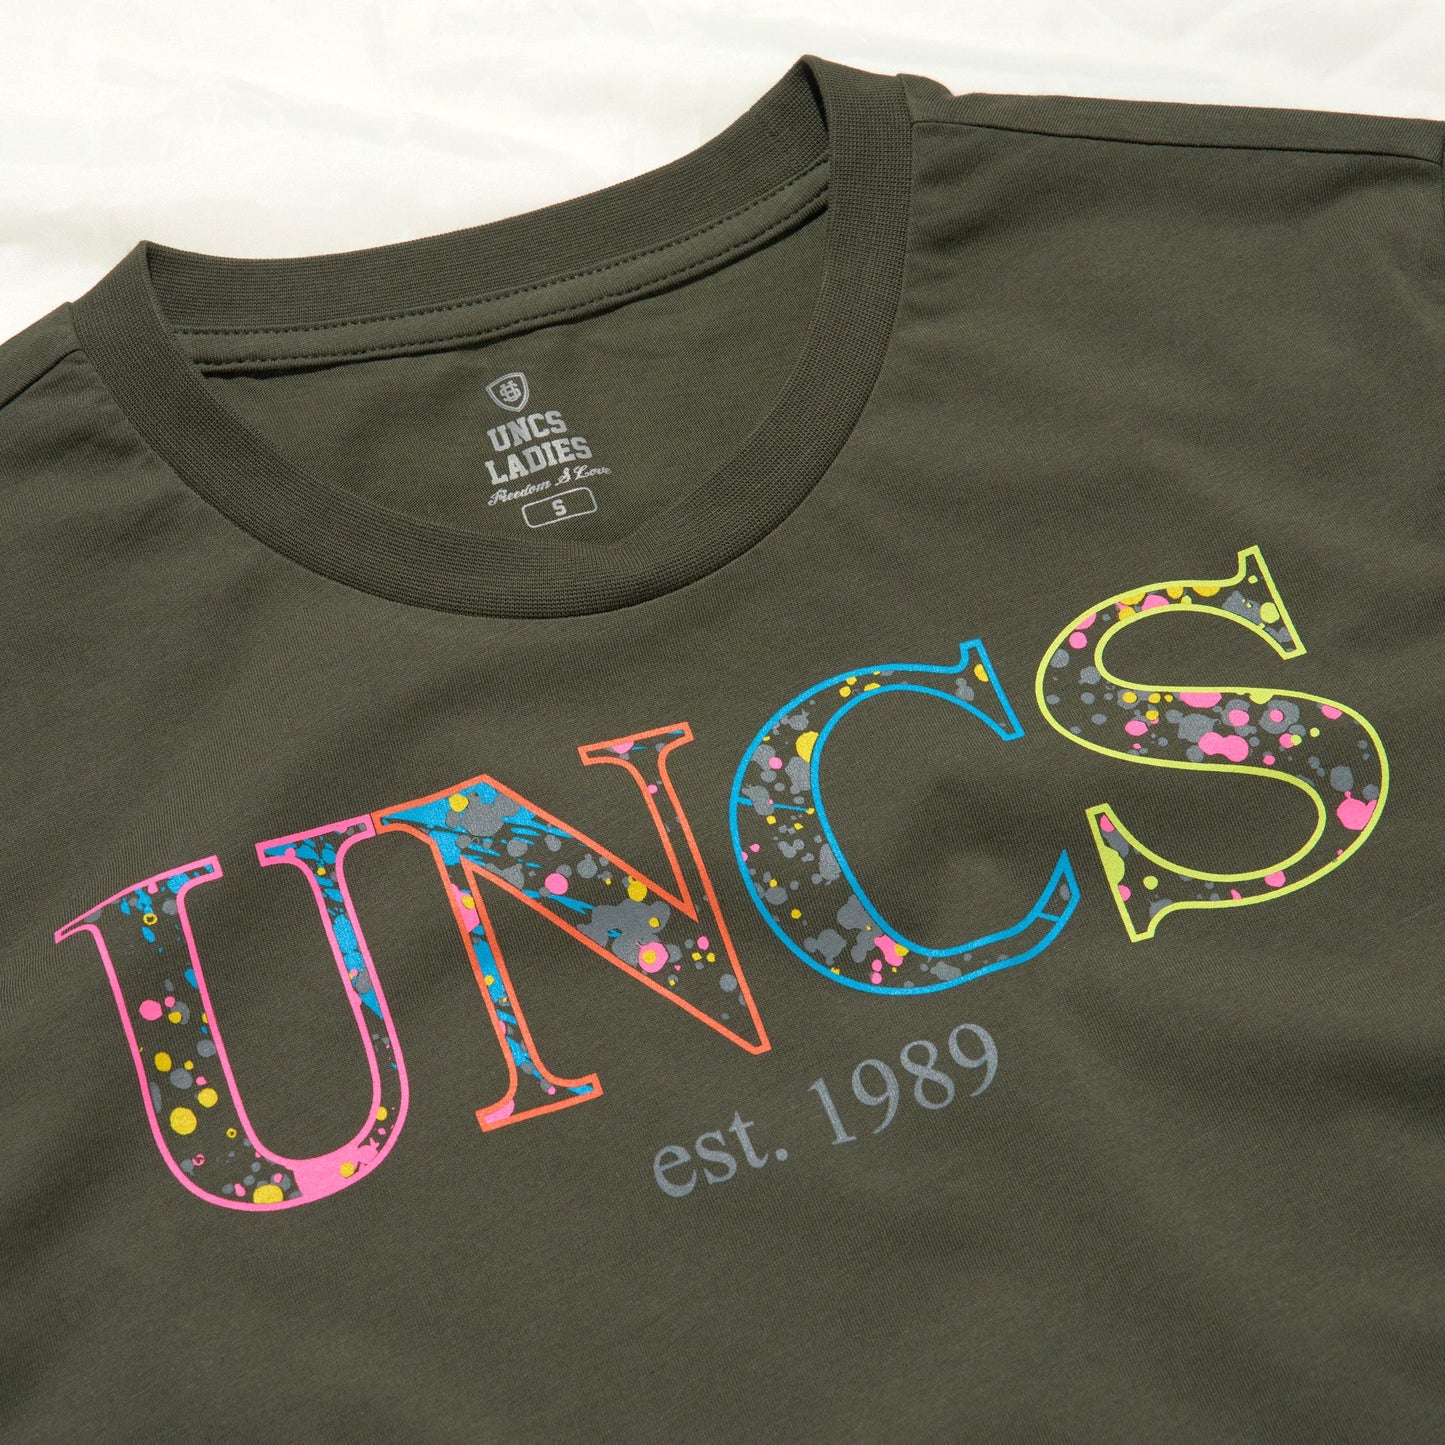 UNCS
LADIES
Freedom & Love
S
UNCS
est. 1989